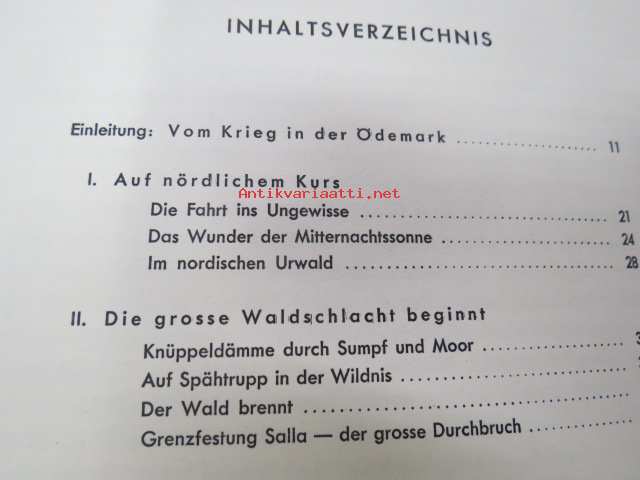 INHALTSVERZEICHNIS
Einleitung: Vom Krieg in der Ödemark .................... 11
I. Auf nördlichem Kurs
Antikvariaatti.net
Die Fahrt ins Ungewisse .................... 21
Das Wunder der Mitternachtssonne .................... 24
Im nordischen Urwald .................... 28
II. Die grosse Waldschlacht beginnt
Knüppeldämme durch Sumpf und Moor ....................
Auf Spähtrupp in der Wildnis ....................
Der Wald brennt ....................
Grenzfestung Salla — der grosse Durchbruch ....................